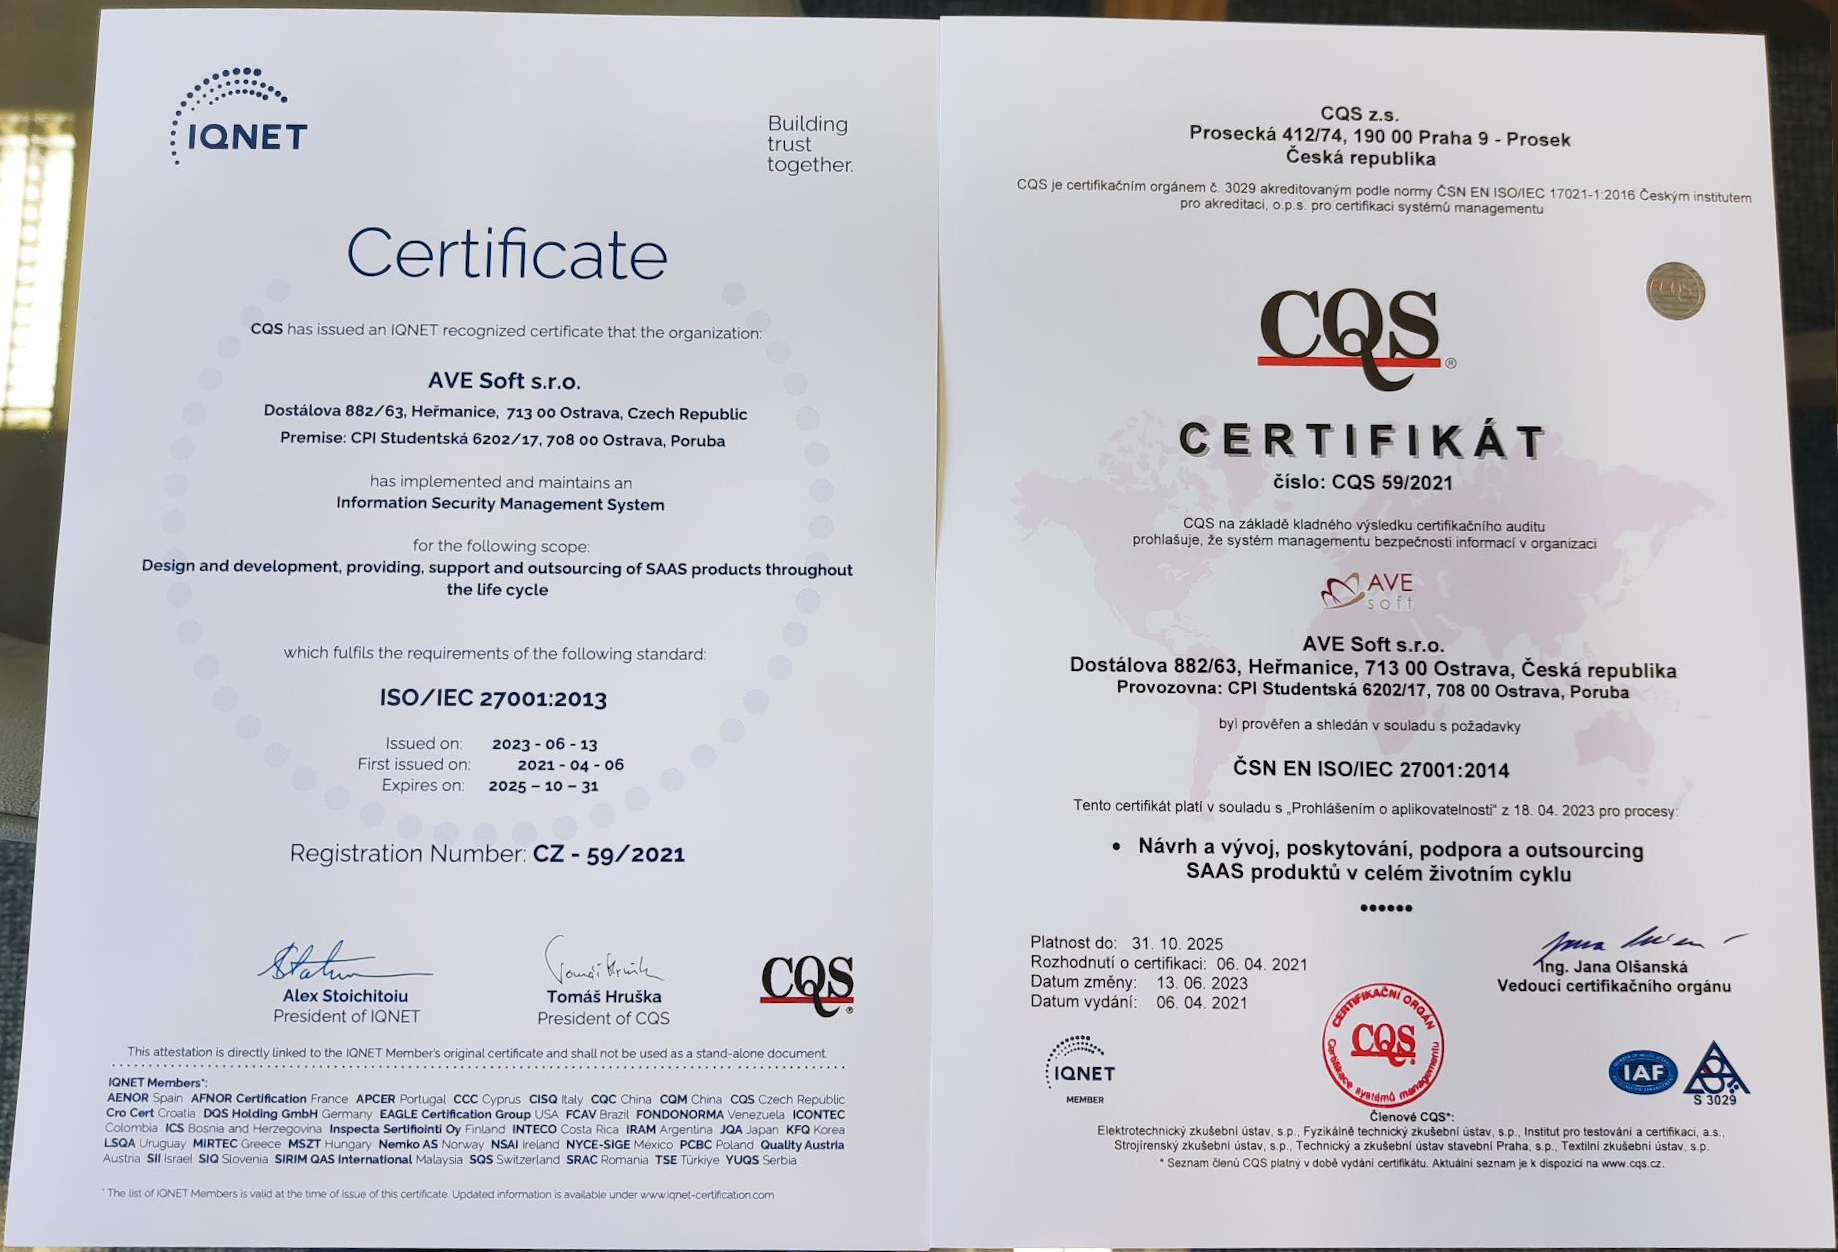 IQNET
Building
trust
together.
Certificate
CQS has issued an IQNET recognized certificate that the organization:
AVE Soft s.r.o.
Dostálova 882/63, Heřmanice, 713 00 Ostrava, Czech Republic
Premise: CPI Studentská 6202/17, 708 00 Ostrava, Poruba
has implemented and maintains an
Information Security Management System
for the following scope:
Design and development, providing, support and outsourcing of SAAS products throughout
the life cycle
which fulfils the requirements of the following standard:
ISO/IEC 27001:2013
Issued on: 2023 - 06 - 13
First issued on: 2021 - 04 - 06
Expires on: 2025 – 10 – 31
Registration Number: CZ - 59/2021
Alex Stoichitoiu
President of IQNET
Tomáš Hruška
President of CQS
CQS®
This attestation is directly linked to the IQNET Member's original certificate and shall not be used as a stand-alone document.
IQNET Members*:
AENOR Spain AFNOR Certification France APCER Portugal CCC Cyprus CISQ Italy CQC China CQM China CQS Czech Republic
Cro Cert Croatia DQS Holding GmbH Germany EAGLE Certification Group USA FCAV Brazil FONDONORMA Venezuela ICONTEC
Colombia ICS Bosnia and Herzegovina Inspecta Sertifiointi Oy Finland INTECO Costa Rica IRAM Argentina JQA Japan KFQ Korea
LSQA Uruguay MIRTEC Greece MSZT Hungary Nemko AS Norway NSAI Ireland NYCE-SIGE Mexico PCBC Poland Quality Austria
Austria SII Israel SIQ Slovenia SIRIM QAS International Malaysia SQS Switzerland SRAC Romania TSE Türkiye YUQS Serbia
* The list of IQNET Members is valid at the time of issue of this certificate. Updated information is available under www.iqnet-certification.com
CQS z.s.
Prosecká 412/74, 190 00 Praha 9 - Prosek
Česká republika
CQS je certifikačním orgánem č. 3029 akreditovaným podle normy ČSN EN ISO/IEC 17021-1:2016 Českým institutem
pro akreditaci, o.p.s. pro certifikaci systémů managementu
CQS
CQS®
CERTIFIKÁT
číslo: CQS 59/2021
CQS na základě kladného výsledku certifikačního auditu
prohlašuje, že systém managementu bezpečnosti informací v organizaci
AVE
soft
AVE Soft s.r.o.
Dostálova 882/63, Heřmanice, 713 00 Ostrava, Česká republika
Provozovna: CPI Studentská 6202/17, 708 00 Ostrava, Poruba
byl prověřen a shledán v souladu s požadavky
ČSN EN ISO/IEC 27001:2014
Tento certifikát platí v souladu s „Prohlášením o aplikovatelnosti" z 18. 04. 2023 pro procesy:
• Návrh a vývoj, poskytování, podpora a outsourcing
SAAS produktů v celém životním cyklu
••••••
Platnost do: 31. 10. 2025
Rozhodnutí o certifikaci: 06. 04. 2021
Datum změny: 13. 06. 2023
Datum vydání: 06. 04. 2021
Ing. Jana Olšanská
Vedoucí certifikačního orgánu
IQNET
MEMBER
CERTIFIKAČNÍ ORGÁN
CQS
Certifikace systémů managementu
IAF
S 3029
Členové CQS*:
Elektrotechnický zkušební ústav, s.p., Fyzikálně technický zkušební ústav, s.p., Institut pro testování a certifikaci, a.s.,
Strojírenský zkušební ústav, s.p., Technický a zkušební ústav stavební Praha, s.p., Textilní zkušební ústav, s.p.
* Seznam členů CQS platný v době vydání certifikátu. Aktuální seznam je k dispozici na www.cqs.cz.